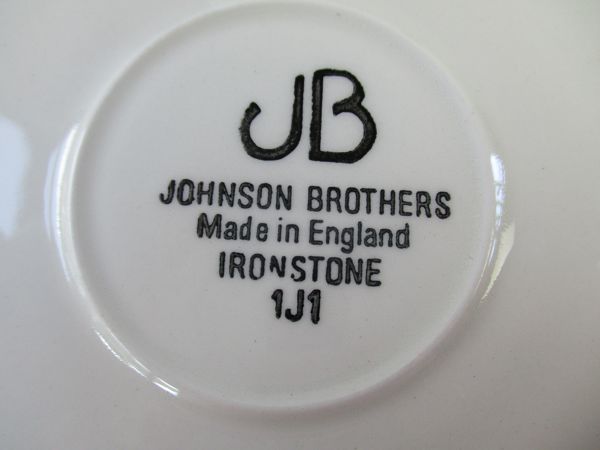 JB
JOHNSON BROTHERS
Made in England
IRONSTONE
1J1